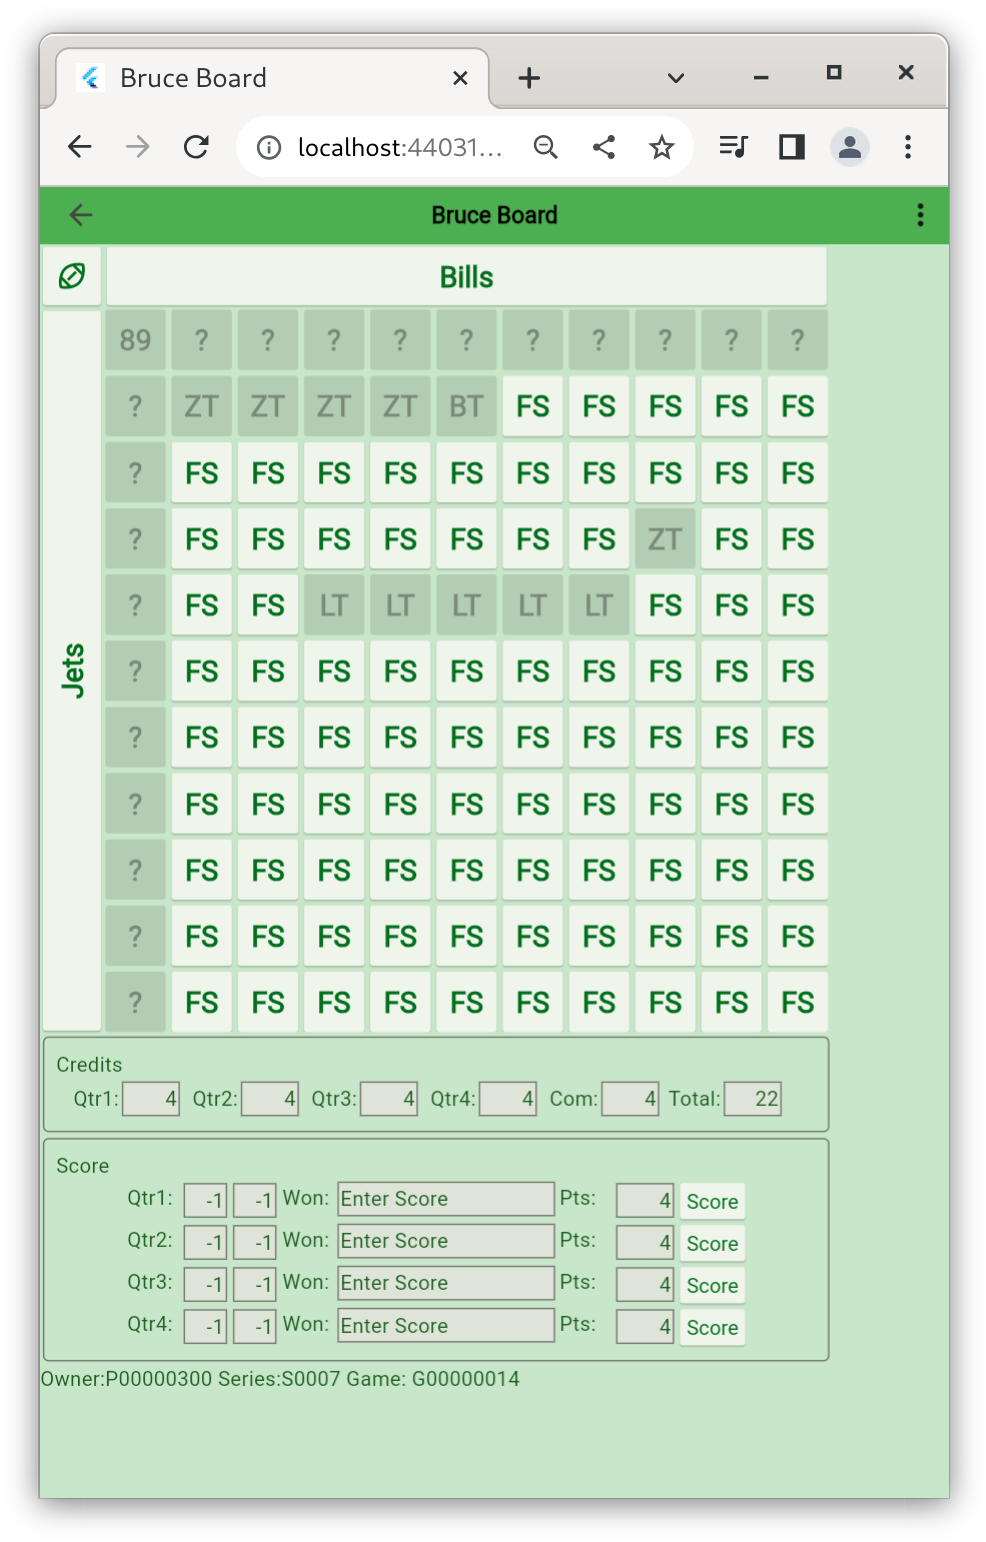 Bruce Board
localhost:44031...
Bruce Board
Bills
Jets
89 ? ? ? ? ? ? ? ? ? ?
? ZT ZT ZT ZT BT FS FS FS FS FS
? FS FS FS FS FS FS FS FS FS FS
? FS FS FS FS FS FS FS ZT FS FS
? FS FS LT LT LT LT LT FS FS FS
? FS FS FS FS FS FS FS FS FS FS
? FS FS FS FS FS FS FS FS FS FS
? FS FS FS FS FS FS FS FS FS FS
? FS FS FS FS FS FS FS FS FS FS
? FS FS FS FS FS FS FS FS FS FS
? FS FS FS FS FS FS FS FS FS FS
Credits
Qtr1: 4 Qtr2: 4 Qtr3: 4 Qtr4: 4 Com: 4 Total: 22
Score
Qtr1: -1 -1 Won: Enter Score Pts: 4 Score
Qtr2: -1 -1 Won: Enter Score Pts: 4 Score
Qtr3: -1 -1 Won: Enter Score Pts: 4 Score
Qtr4: -1 -1 Won: Enter Score Pts: 4 Score
Owner:P00000300 Series:S0007 Game: G00000014